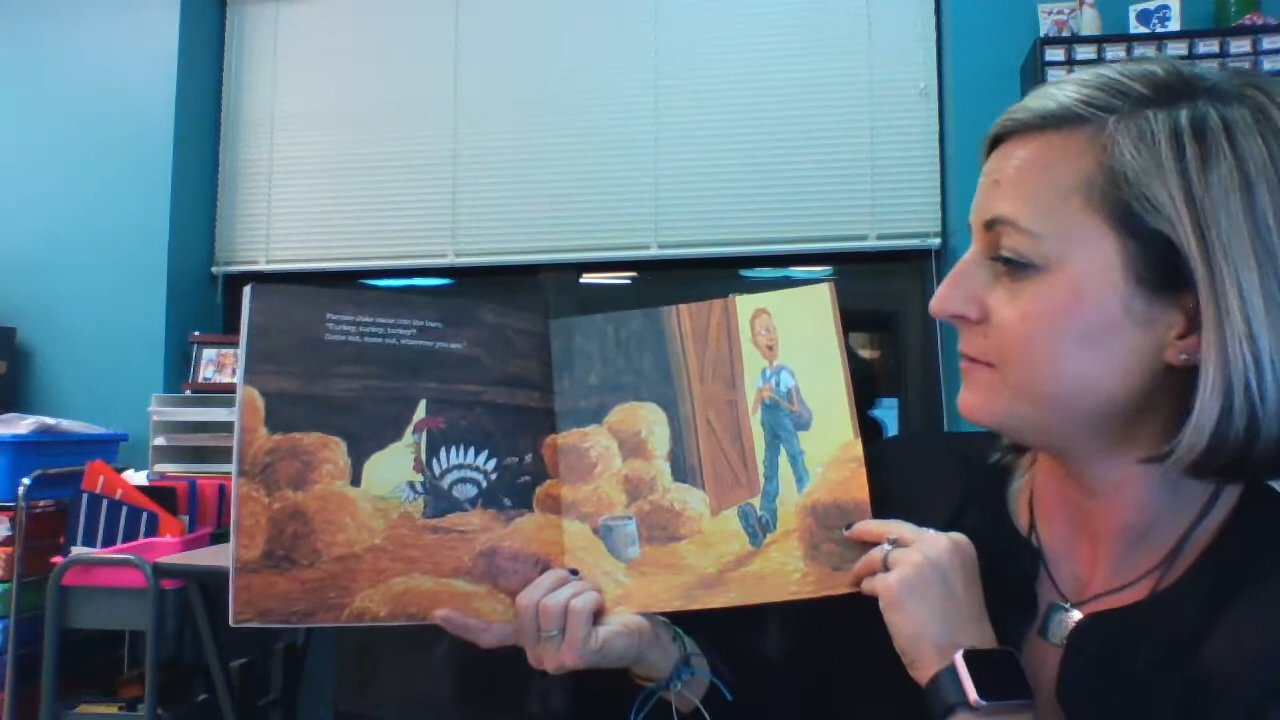 Farmer Jake came into the barn.
"Turkey, turkey, turkey!
Come out, come out, wherever you are."